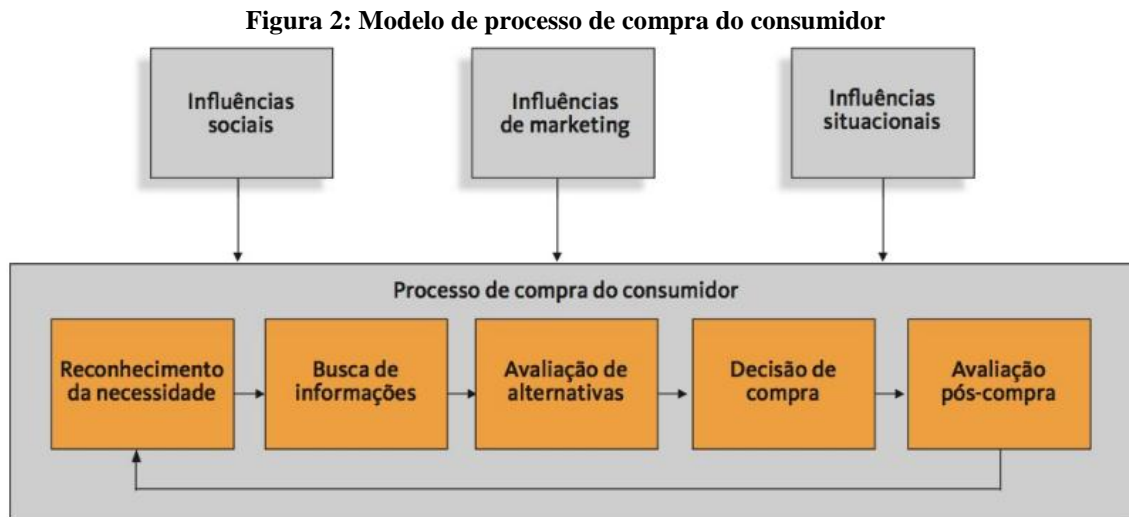 Figura 2: Modelo de processo de compra do consumidor
Influências
sociais
Influências
de marketing
Influências
situacionais
Processo de compra do consumidor
Reconhecimento
da necessidade
Busca de
informações
Avaliação de
alternativas
Decisão de
compra
Avaliação
pós-compra